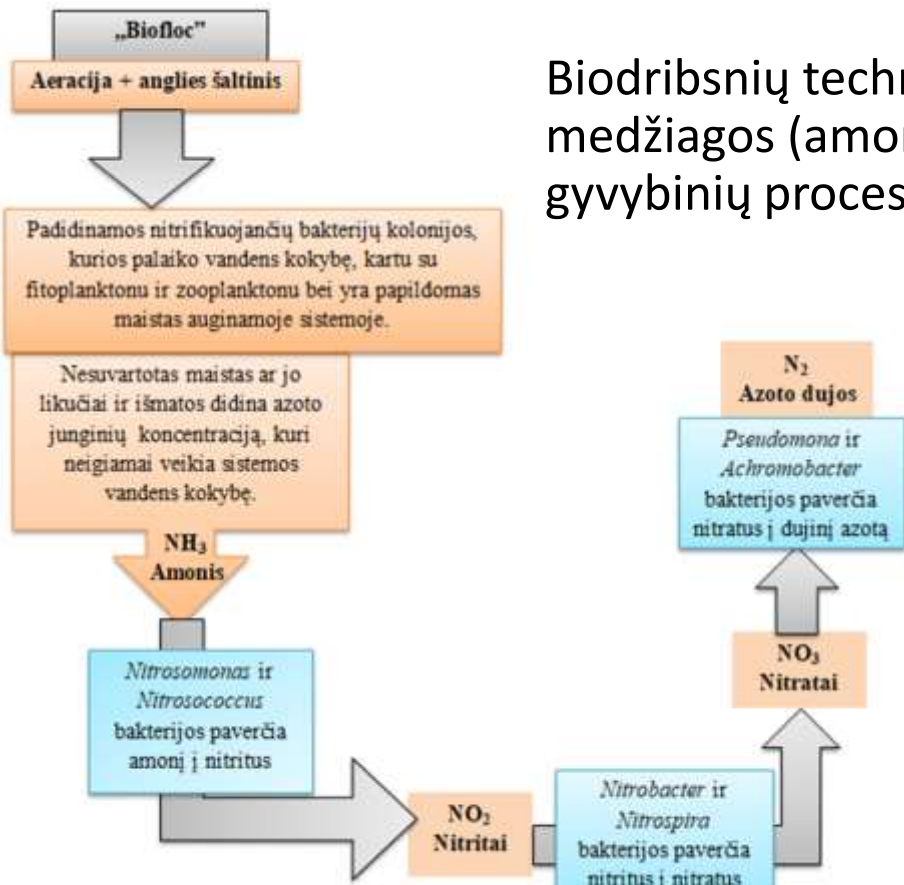 „Biofloc"
Aeracija + anglies šaltinis
Padidinamos nitrifikuojančių bakterijų kolonijos,
kurios palaiko vandens kokybę, kartu su
fitoplanktonu ir zooplanktonu bei yra papildomas
maistas auginamoje sistemoje.
Nesuvartotas maistas ar jo
likučiai ir išmatos didina azoto
junginių koncentraciją, kuri
neigiamai veikia sistemos
vandens kokybę.
NH₃
Amonis
Nitrosomonas ir
Nitrosococcus
bakterijos paverčia
amonį į nitritus
NO₂
Nitritai
Nitrobacter ir
Nitrospira
bakterijos paverčia
nitritus į nitratus
NO₃
Nitratai
Pseudomona ir
Achromobacter
bakterijos paverčia
nitratus į dujinį azotą
N₂
Azoto dujos
Biodribsnių
medžiagos
gyvybinių